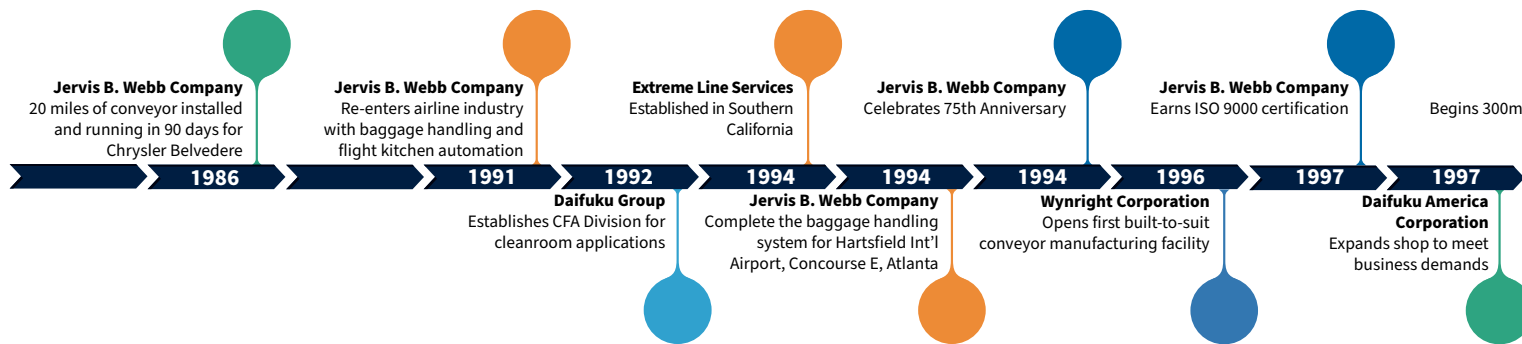 Jervis B. Webb Company
20 miles of conveyor installed
and running in 90 days for
Chrysler Belvedere
Jervis B. Webb Company
Re-enters airline industry
with baggage handling and
flight kitchen automation
Extreme Line Services
Established in Southern
California
Jervis B. Webb Company
Celebrates 75th Anniversary
Jervis B. Webb Company
Earns ISO 9000 certification
Begins 300m
1986
1991
1992
1994
1994
1994
1996
1997
1997
Daifuku Group
Establishes CFA Division for
cleanroom applications
Jervis B. Webb Company
Complete the baggage handling
system for Hartsfield Int’l
Airport, Concourse E, Atlanta
Wynright Corporation
Opens first built-to-suit
conveyor manufacturing facility
Daifuku America
Corporation
Expands shop to meet
business demands